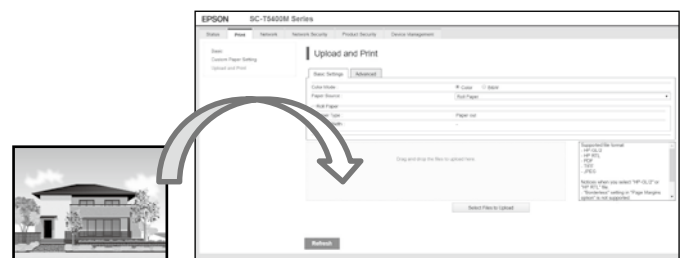 EPSON SC-T5400M Series
Status Print Network Network Security Product Security Device Management
Basic
Custom Paper Setting
Upload and Print
Upload and Print
Basic Settings Advanced
Color Mode : Color B&W
Paper Source : Roll Paper
Roll Paper
Type Paper out
-
Drag and drop the files to upload here.
Supported file format
- HP-GL/2
- HP RTL
- PDF
- TIFF
- JPEG
Notices when you select "HP-GL/2" or
"HP RTL" file
- "Borderless" setting in "Page Margins
option" is not supported.
Select Files to Upload
Refresh